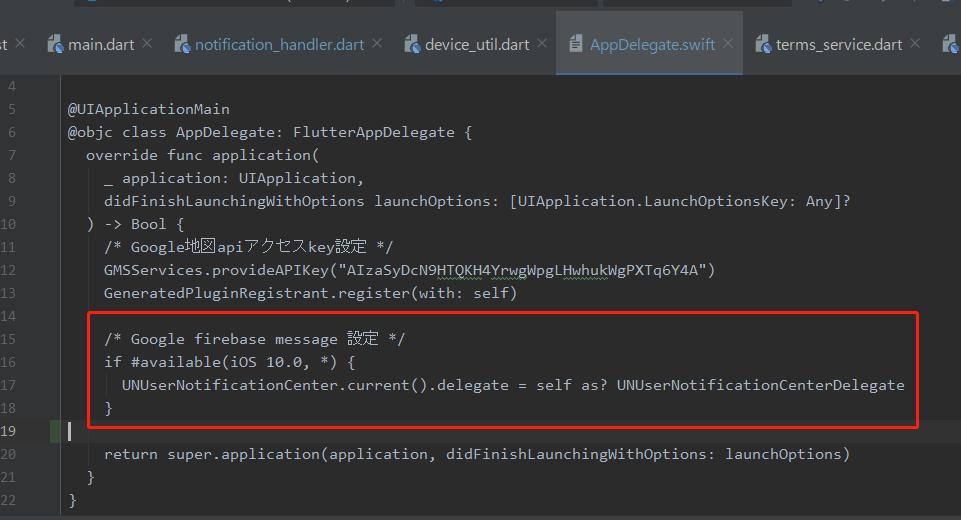 st main.dart notification_handler.dart device_util.dart AppDelegate.swift terms_service.dart
4
5 @UIApplicationMain
6 @objc class AppDelegate: FlutterAppDelegate {
7 override func application(
8 _ application: UIApplication,
9 didFinishLaunchingWithOptions launchOptions: [UIApplication.LaunchOptionsKey: Any]?
10 ) -> Bool {
11 /* Google地図apiアクセスkey設定 */
12 GMSServices.provideAPIKey("AIzaSyDcN9HTQKH4YrwgWpgLHwhukWgPXTq6Y4A")
13 GeneratedPluginRegistrant.register(with: self)
14
15 /* Google firebase message 設定 */
16 if #available(iOS 10.0, *) {
17 UNUserNotificationCenter.current().delegate = self as? UNUserNotificationCenterDelegate
18 }
19
20 return super.application(application, didFinishLaunchingWithOptions: launchOptions)
21 }
22 }